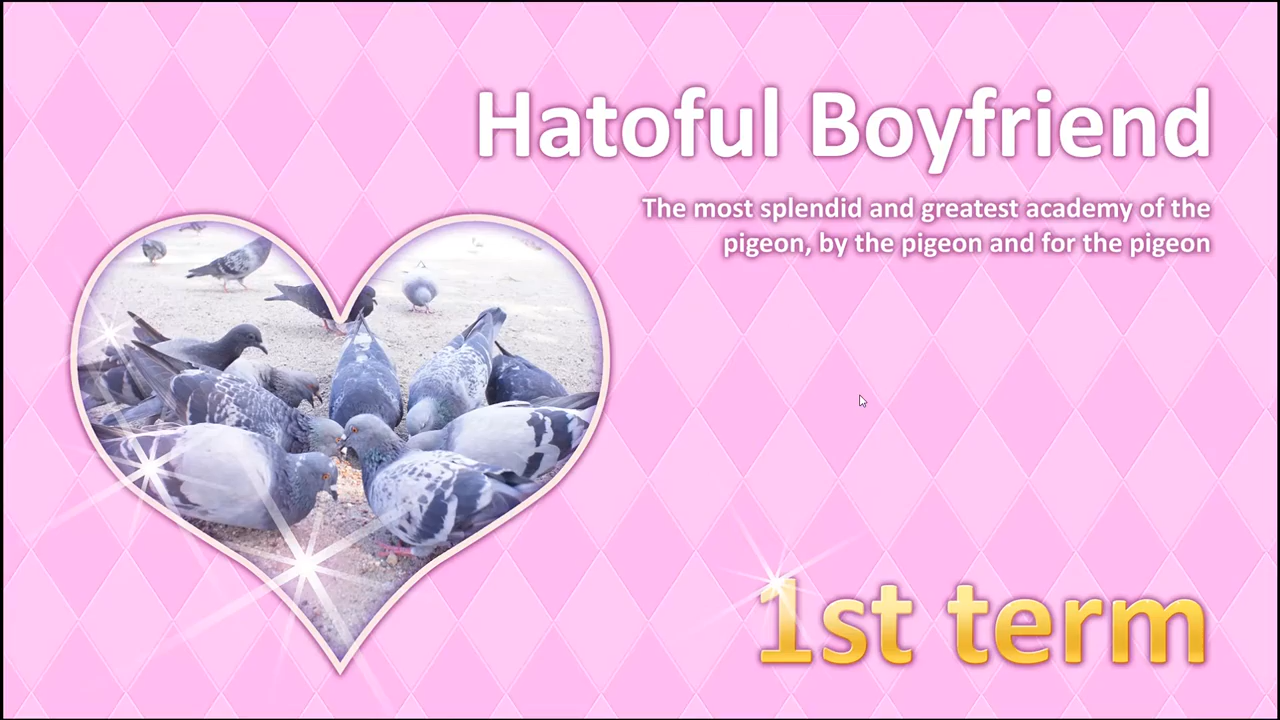 Hatoful Boyfriend
The most splendid and greatest academy of the
pigeon, by the pigeon and for the pigeon
1st term